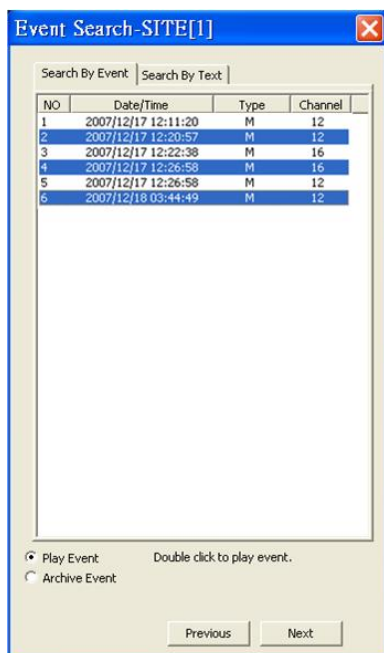 Event Search-SITE[1]
Search By Event Search By Text
NO Date/Time Type Channel
1 2007/12/17 12:11:20 M 12
2 2007/12/17 12:20:57 M 12
3 2007/12/17 12:22:38 M 16
4 2007/12/17 12:26:58 M 16
5 2007/12/17 12:26:58 M 12
6 2007/12/18 03:44:49 M 12
Play Event Double click to play event.
Archive Event
Previous Next